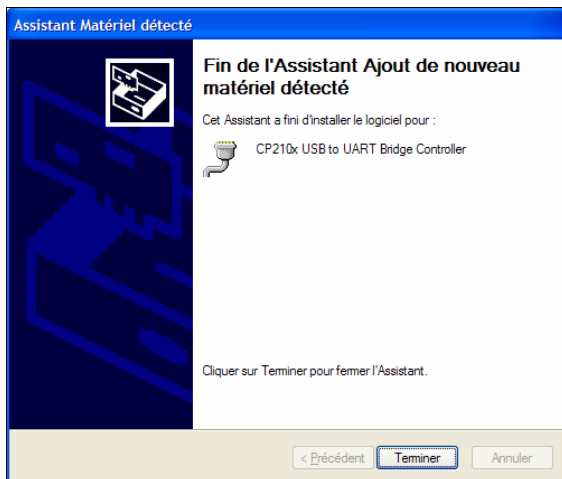 Assistant Matériel détecté
Fin de l'Assistant Ajout de nouveau
matériel détecté
Cet Assistant a fini d'installer le logiciel pour :
CP210x USB to UART Bridge Controller
Cliquer sur Terminer pour fermer l'Assistant.
< Précédent
Terminer
Annuler